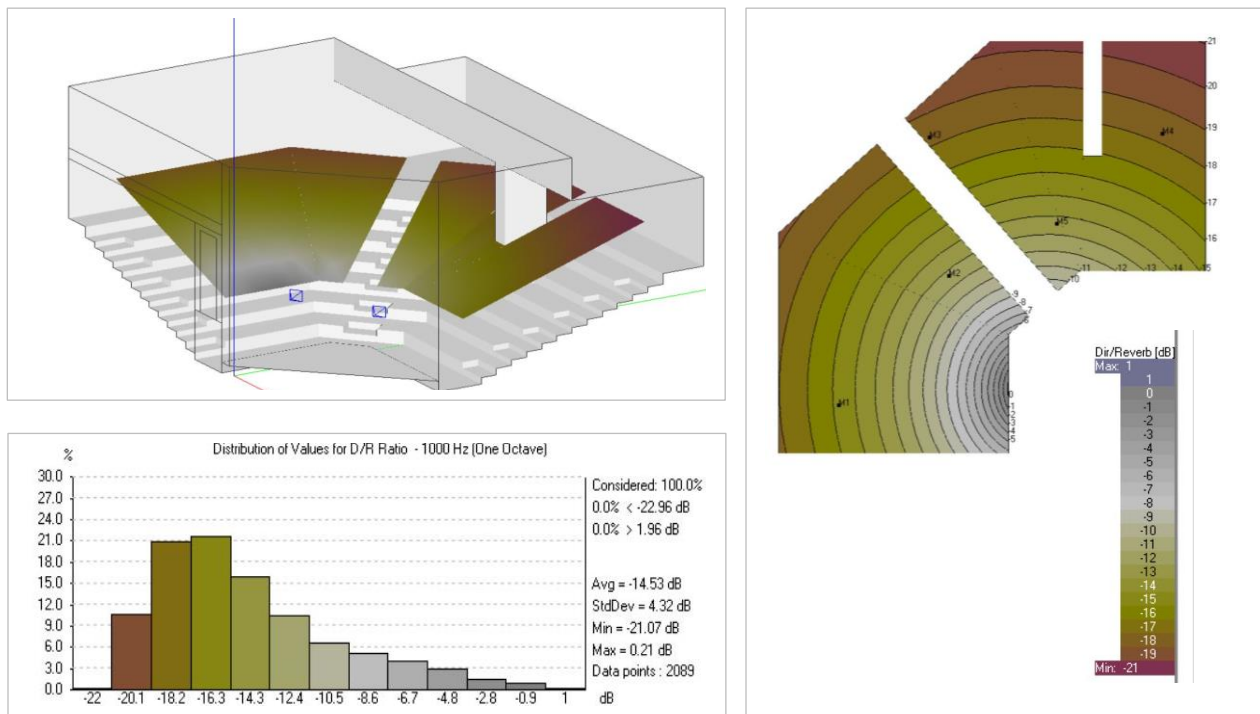 Distribution of Values for D/R Ratio - 1000 Hz (One Octave)
%
30.0
27.0
24.0
21.0
18.0
15.0
12.0
9.0
6.0
3.0
0.0
-22 -20.1 -18.2 -16.3 -14.3 -12.4 -10.5 -8.6 -6.7 -4.8 -2.8 -0.9 1 dB
Considered: 100.0%
0.0% < -22.96 dB
0.0% > 1.96 dB
Avg = -14.53 dB
StdDev = 4.32 dB
Min = -21.07 dB
Max = 0.21 dB
Data points : 2089
-21
-20
M3
M4
-19
-18
-17
M5
-16
-11 -12 -13 -14 -15
-10
M2
-9
-8
-7
M1
0
-1
-2
-3
-4
-5
Dir/Reverb [dB]
Max: 1
1
0
-1
-2
-3
-4
-5
-6
-7
-8
-9
-10
-11
-12
-13
-14
-15
-16
-17
-18
-19
Min: -21